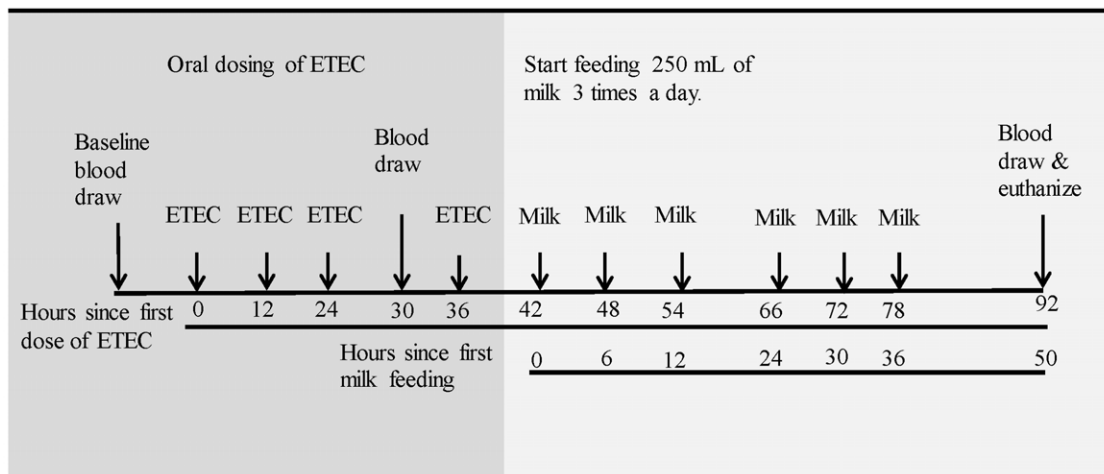 Oral dosing of ETEC
Start feeding 250 mL of
milk 3 times a day.
Baseline
blood
draw
Blood
draw
Blood
draw &
euthanize
ETEC ETEC ETEC ETEC Milk Milk Milk Milk Milk Milk
Hours since first
dose of ETEC
0 12 24 30 36 42 48 54 66 72 78 92
Hours since first
milk feeding
0 6 12 24 30 36 50